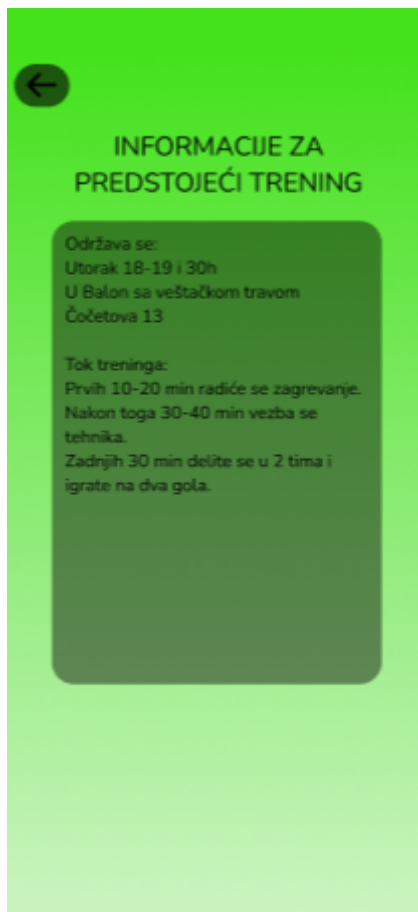 INFORMACIJE ZA
PREDSTOJEĆI TRENING
Održava se:
Utorak 18-19 i 30h
U Balon sa veštačkom travom
Čočetova 13
Tok treninga:
Prvih 10-20 min radiće se zagrevanje.
Nakon toga 30-40 min vezba se
tehnika.
Zadnjih 30 min delite se u 2 tima i
igrate na dva gola.